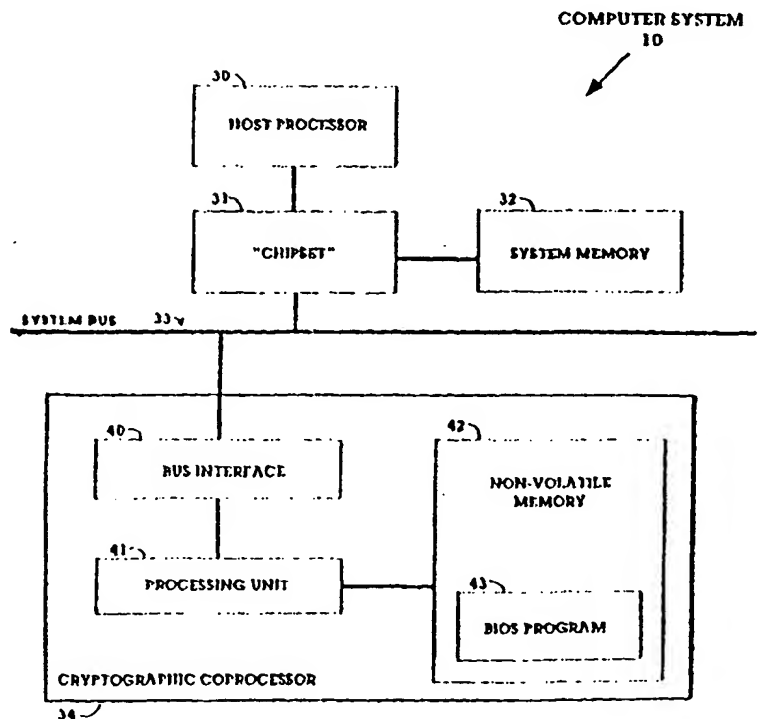 COMPUTER SYSTEM
10
30
HOST PROCESSOR
31
"CHIPSET"
32
SYSTEM MEMORY
SYSTEM BUS 33
40
BUS INTERFACE
41
PROCESSING UNIT
42
NON-VOLATILE
MEMORY
43
BIOS PROGRAM
CRYPTOGRAPHIC COPROCESSOR
34